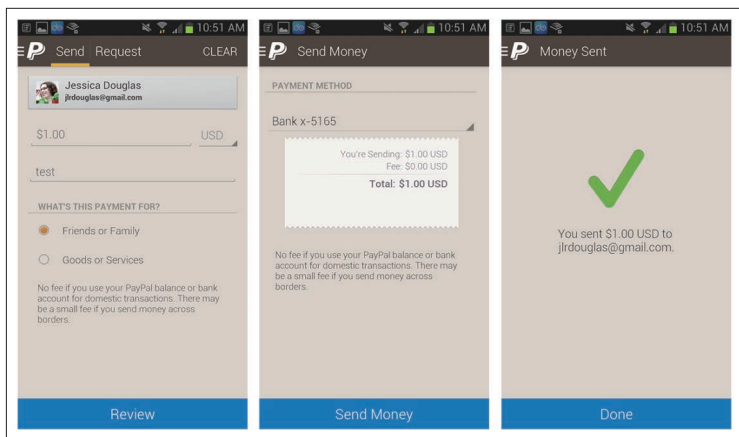 10:51 AM
Send Request CLEAR
Jessica Douglas
jlrdouglas@gmail.com
$1.00 USD
test
WHAT'S THIS PAYMENT FOR?
Friends or Family
Goods or Services
No fee if you use your PayPal balance or bank
account for domestic transactions. There may
be a small fee if you send money across
borders.
Review
10:51 AM
Send Money
PAYMENT METHOD
Bank x-5165
You're Sending: $1.00 USD
Fee: $0.00 USD
Total: $1.00 USD
No fee if you use your PayPal balance or bank
account for domestic transactions. There may
be a small fee if you send money across
borders.
Send Money
10:51 AM
Money Sent
You sent $1.00 USD to
jlrdouglas@gmail.com.
Done